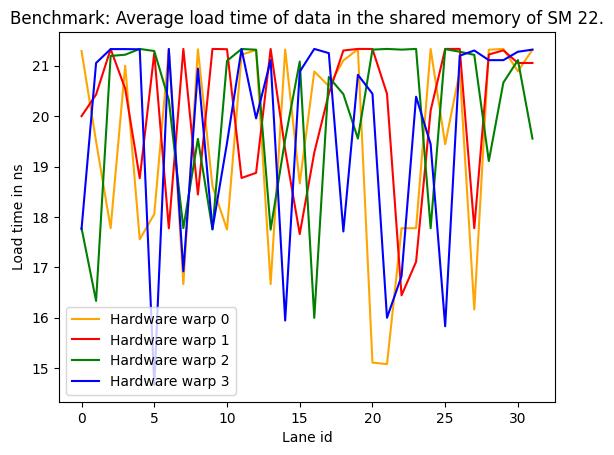 Benchmark: Average load time of data in the shared memory of SM 22.
Load time in ns
21
20
19
18
17
16
15
Hardware warp 0
Hardware warp 1
Hardware warp 2
Hardware warp 3
0 5 10 15 20 25 30
Lane id